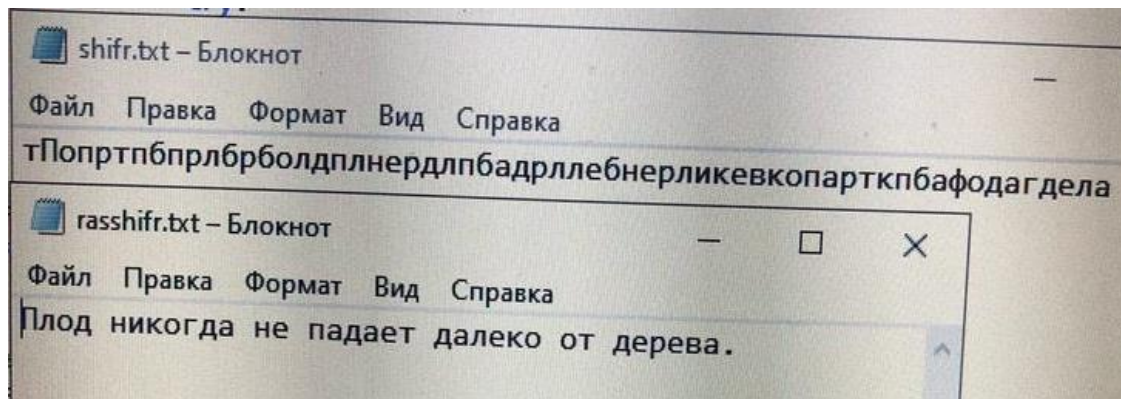 shifr.txt – Блокнот
Файл Правка Формат Вид Справка
тПопртпбпрлбрболдплнердлпбадрллебнерликевкопарткпбафодагдела
rasshifr.txt – Блокнот
Файл Правка Формат Вид Справка
Плод никогда не падает далеко от дерева.